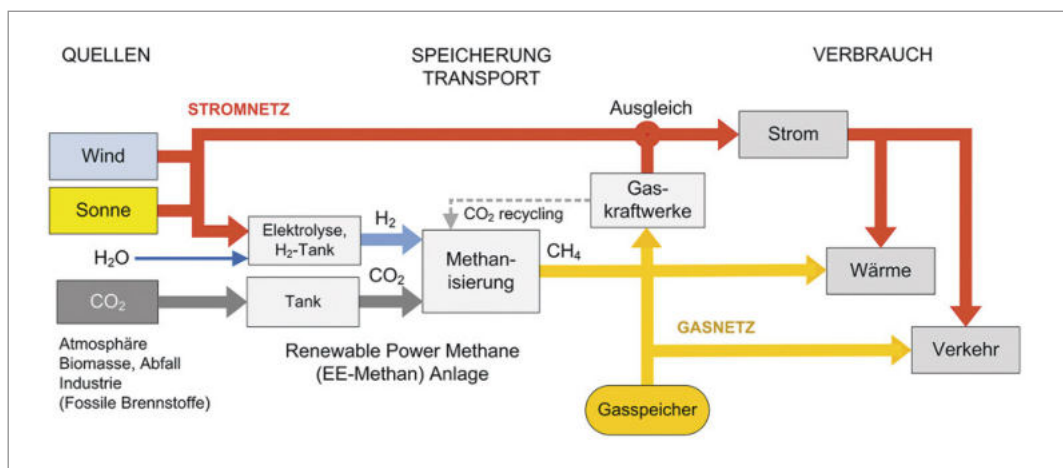 QUELLEN
SPEICHERUNG
TRANSPORT
VERBRAUCH
STROMNETZ
Ausgleich
Wind
Strom
Sonne
Gas-
kraftwerke
CO₂ recycling
Elektrolyse,
H₂-Tank
H₂
H₂O
Methan-
isierung
CH₄
Wärme
CO₂
Tank
CO₂
GASNETZ
Verkehr
Atmosphäre
Biomasse, Abfall
Industrie
(Fossile Brennstoffe)
Renewable Power Methane
(EE-Methan) Anlage
Gasspeicher